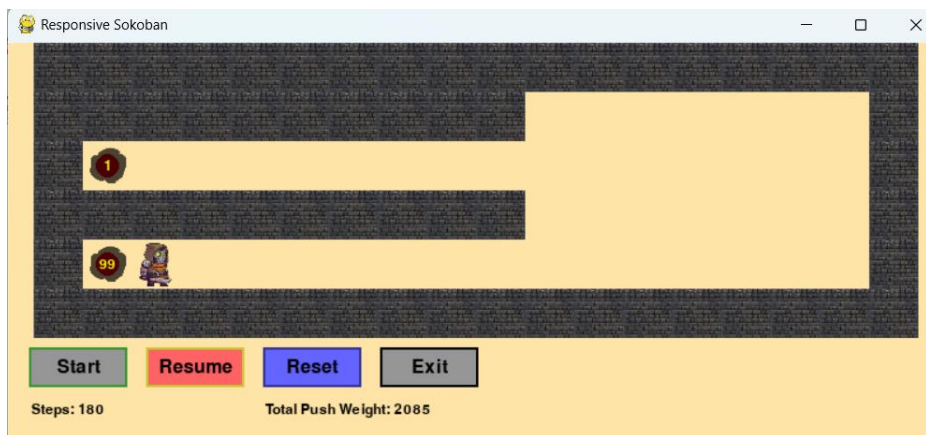 Responsive Sokoban
1
99
Start Resume Reset Exit
Steps: 180 Total Push Weight: 2085